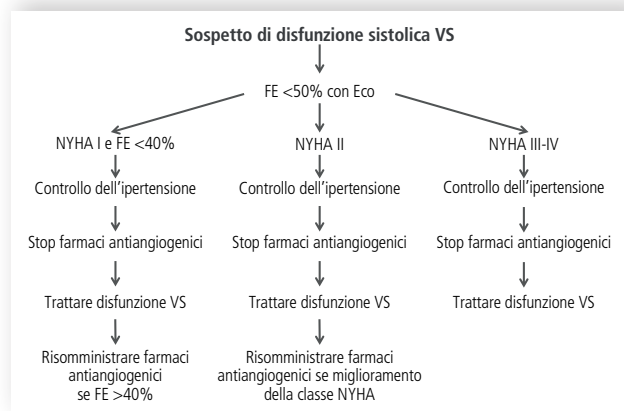 Sospetto di disfunzione sistolica VS
FE <50% con Eco
NYHA I e FE <40%
NYHA II
NYHA III-IV
Controllo dell'ipertensione
Controllo dell'ipertensione
Controllo dell'ipertensione
Stop farmaci antiangiogenici
Stop farmaci antiangiogenici
Stop farmaci antiangiogenici
Trattare disfunzione VS
Trattare disfunzione VS
Trattare disfunzione VS
Risomministrare farmaci
antiangiogenici
se FE >40%
Risomministrare farmaci
antiangiogenici se miglioramento
della classe NYHA